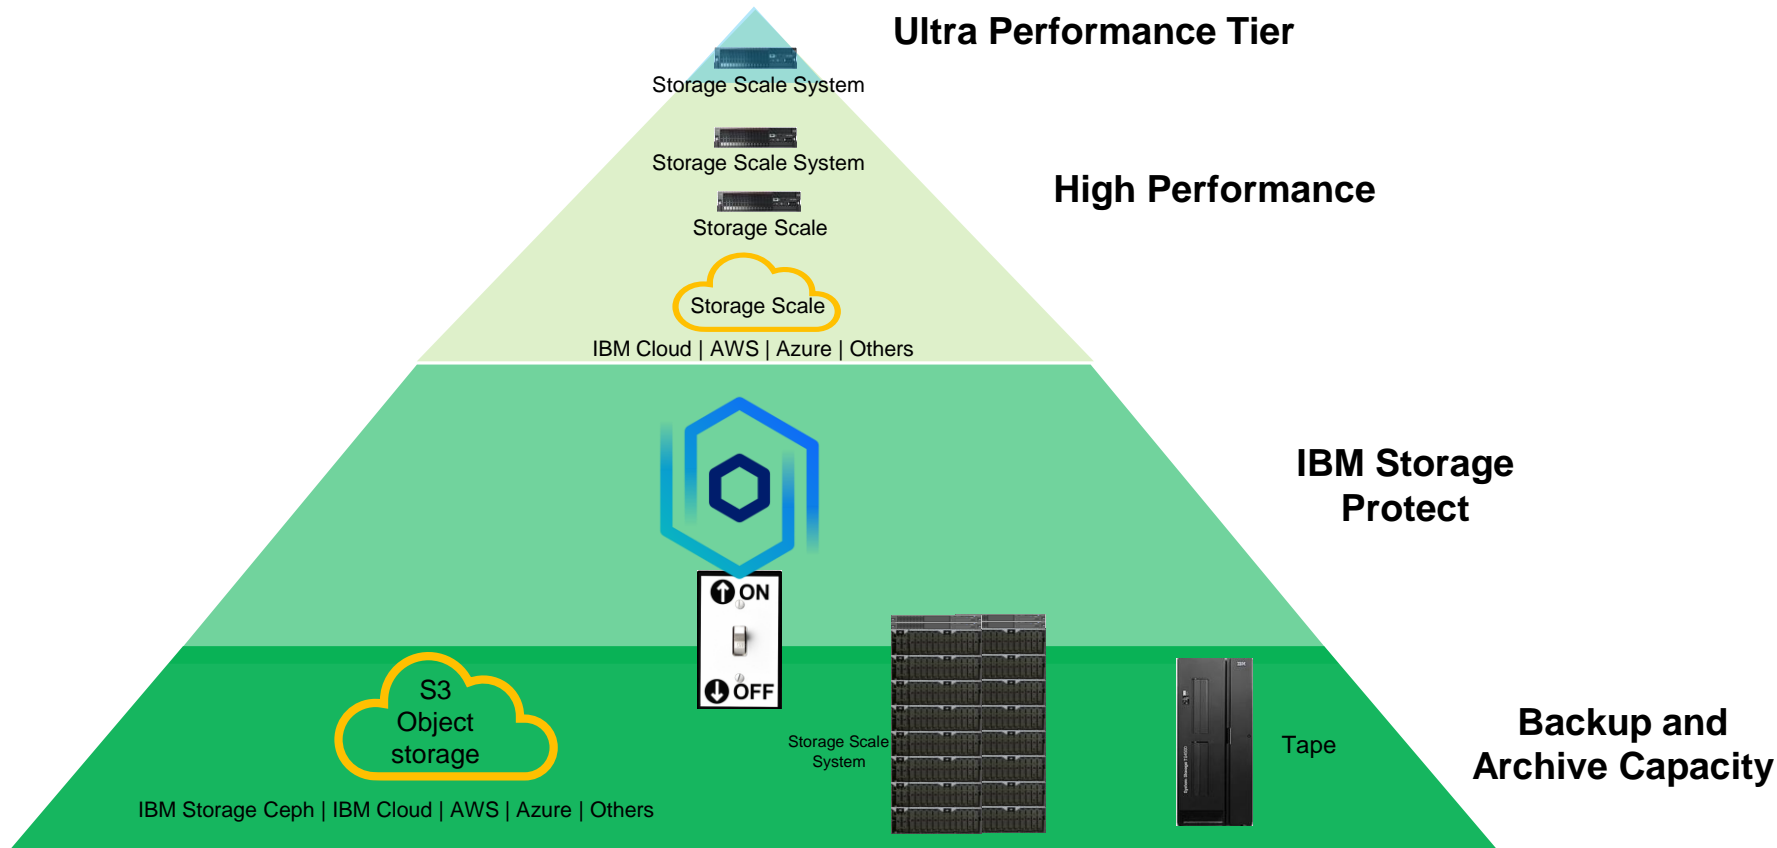 Ultra Performance Tier
Storage Scale System
Storage Scale System
High Performance
Storage Scale
Storage Scale
IBM Cloud | AWS | Azure | Others
IBM Storage
Protect
ON
OFF
S3
Object
storage
Storage Scale
System
Tape
Backup and
Archive Capacity
IBM Storage Ceph | IBM Cloud | AWS | Azure | Others
IBM